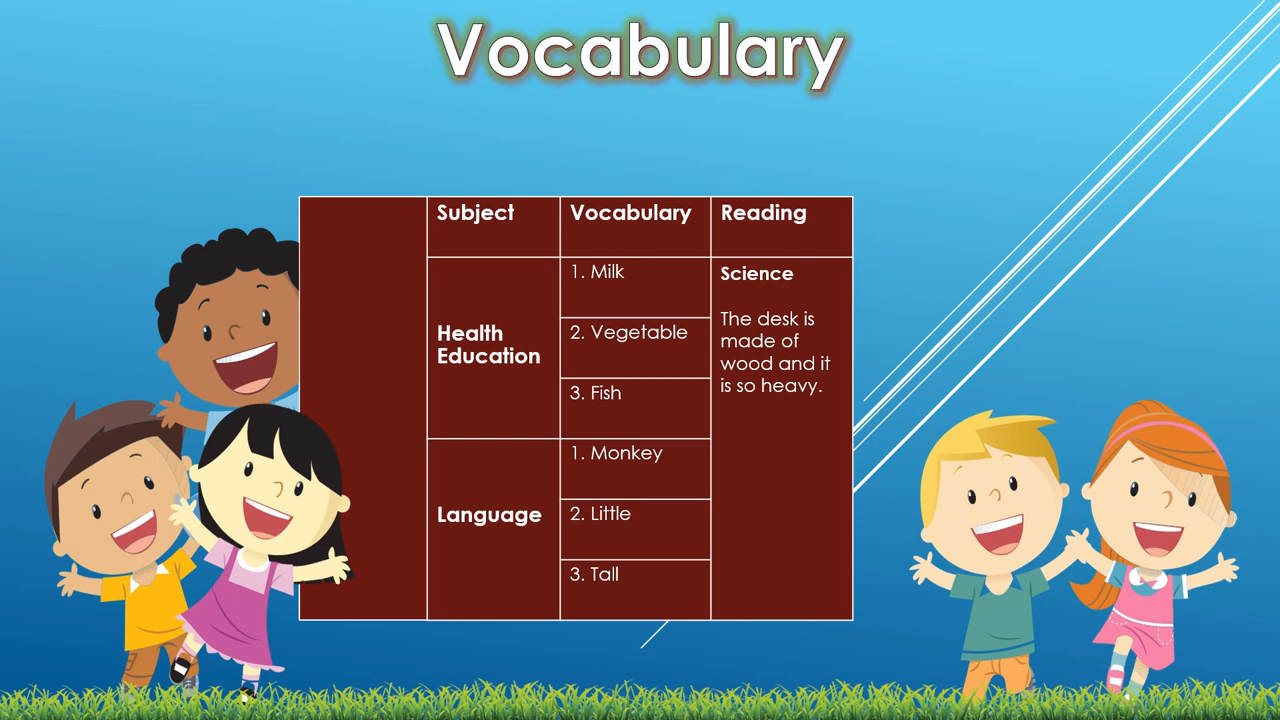 Vocabulary
Subject
Vocabulary
Reading
Health
Education
1. Milk
2. Vegetable
3. Fish
Science
The desk is
made of
wood and it
is so heavy.
Language
1. Monkey
2. Little
3. Tall